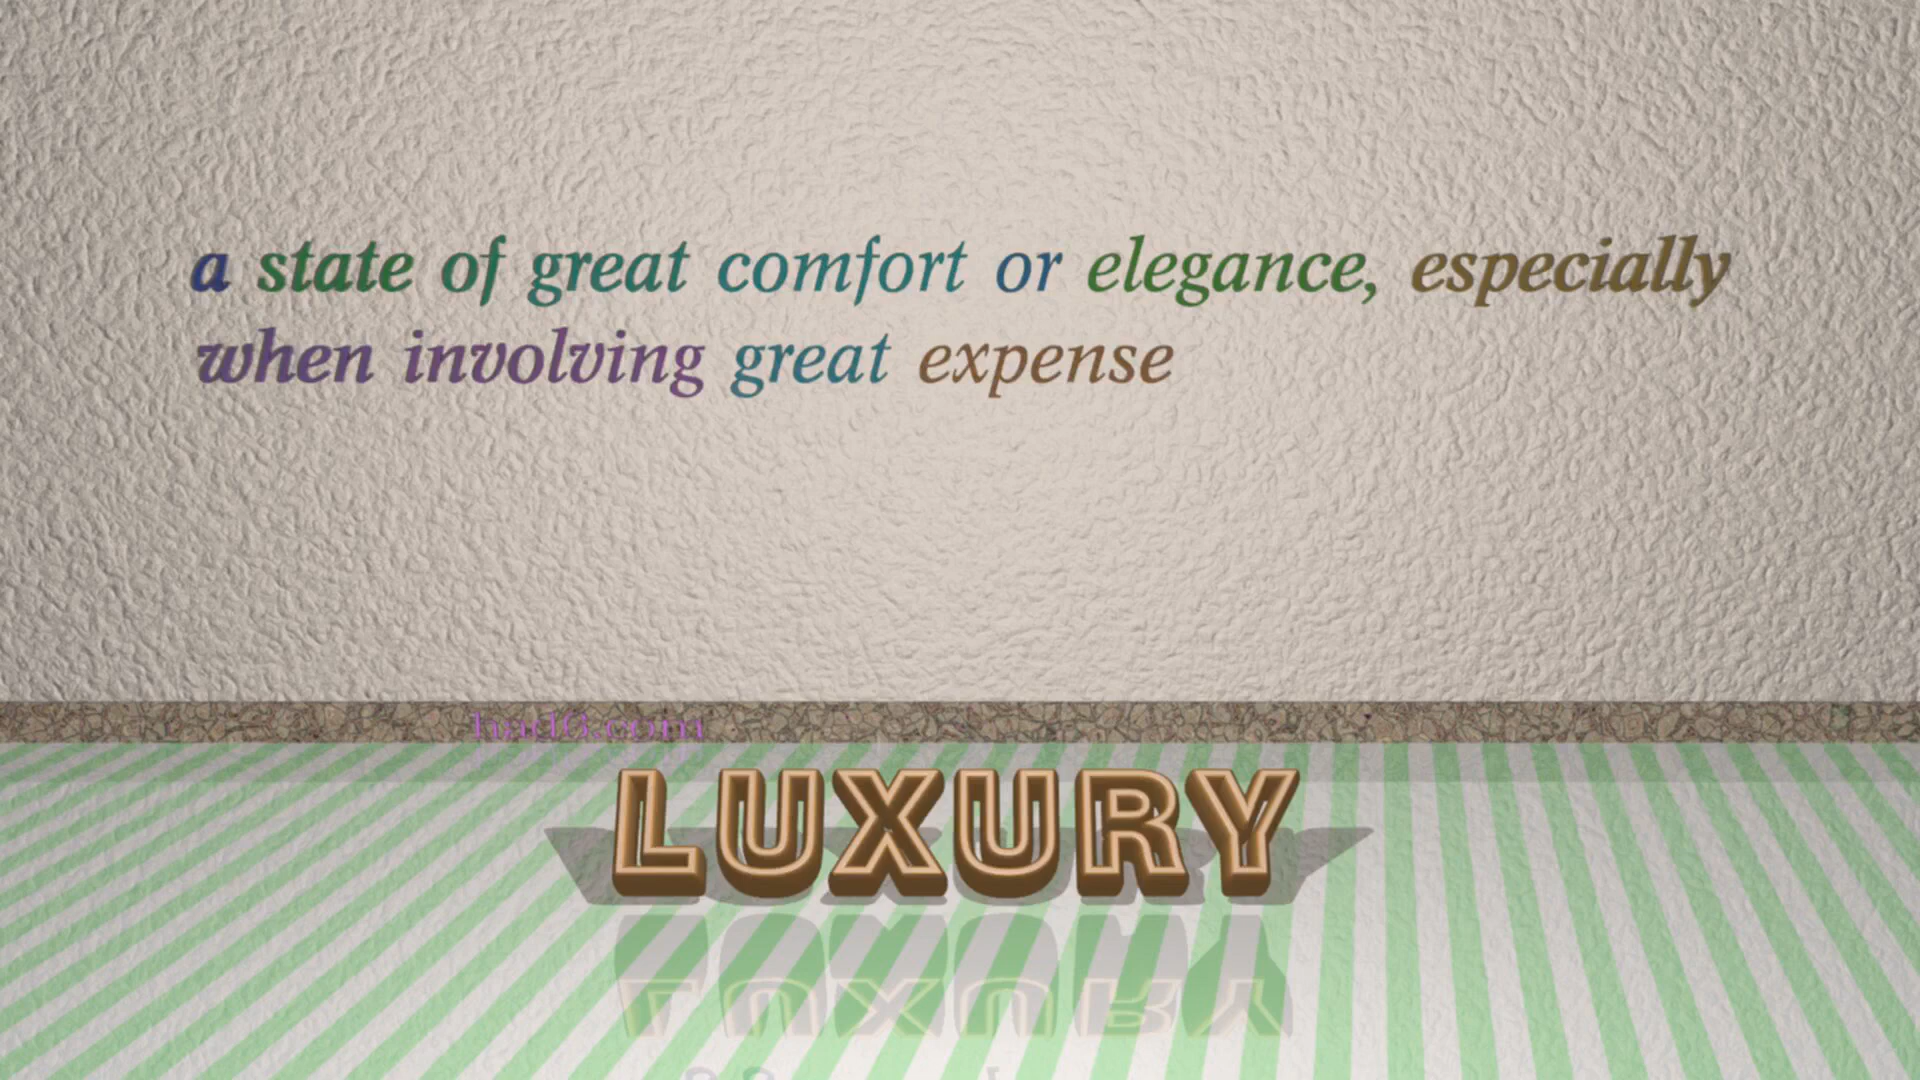 a state of great comfort or elegance, especially
when involving great expense
LUXURY